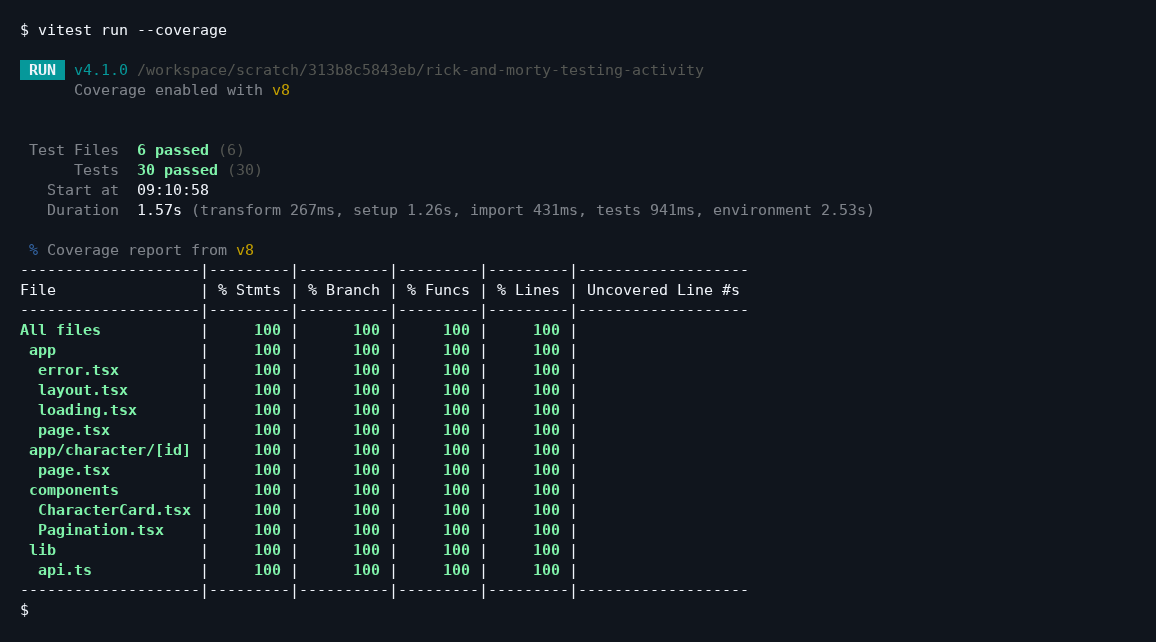 $ vitest run --coverage
RUN v4.1.0 /workspace/scratch/313b8c5843eb/rick-and-morty-testing-activity
Coverage enabled with v8
Test Files 6 passed (6)
Tests 30 passed (30)
Start at 09:10:58
Duration 1.57s (transform 267ms, setup 1.26s, import 431ms, tests 941ms, environment 2.53s)
% Coverage report from v8
--------------------|---------|----------|---------|---------|-------------------
File                | % Stmts | % Branch | % Funcs | % Lines | Uncovered Line #s
--------------------|---------|----------|---------|---------|-------------------
All files           |     100 |      100 |     100 |     100 |
 app                |     100 |      100 |     100 |     100 |
  error.tsx         |     100 |      100 |     100 |     100 |
  layout.tsx        |     100 |      100 |     100 |     100 |
  loading.tsx       |     100 |      100 |     100 |     100 |
  page.tsx          |     100 |      100 |     100 |     100 |
 app/character/[id] |     100 |      100 |     100 |     100 |
  page.tsx          |     100 |      100 |     100 |     100 |
 components         |     100 |      100 |     100 |     100 |
  CharacterCard.tsx |     100 |      100 |     100 |     100 |
  Pagination.tsx    |     100 |      100 |     100 |     100 |
 lib                |     100 |      100 |     100 |     100 |
  api.ts            |     100 |      100 |     100 |     100 |
--------------------|---------|----------|---------|---------|-------------------
$